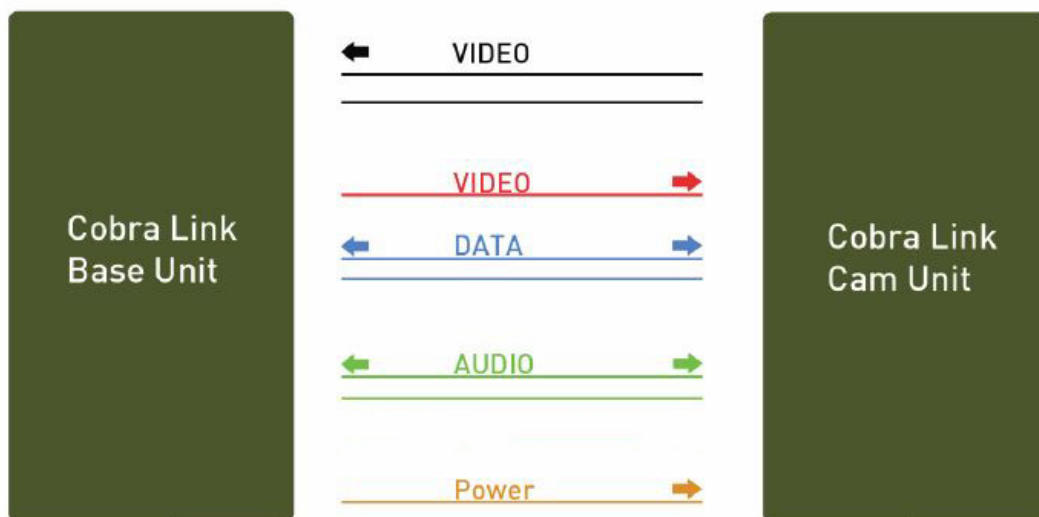 VIDEO
VIDEO
Cobra Link
Base Unit
DATA
Cobra Link
Cam Unit
AUDIO
Power